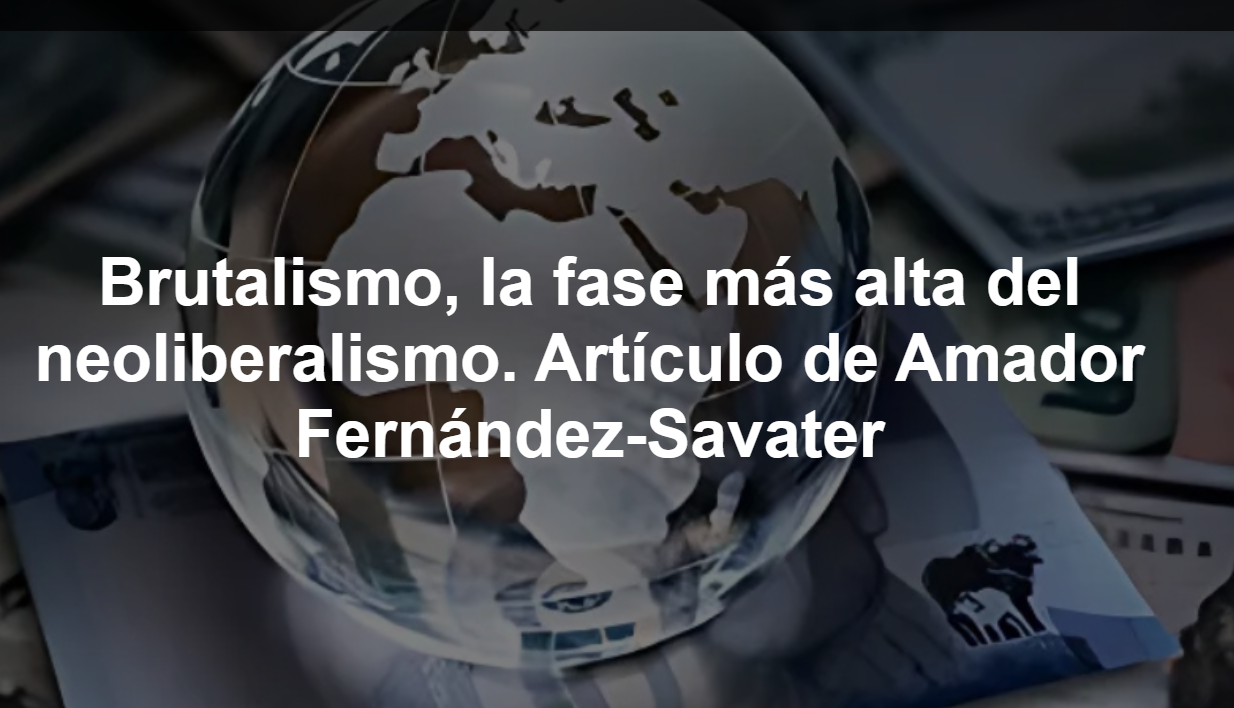 Brutalismo, la fase más alta del
neoliberalismo. Artículo de Amador
Fernández-Savater